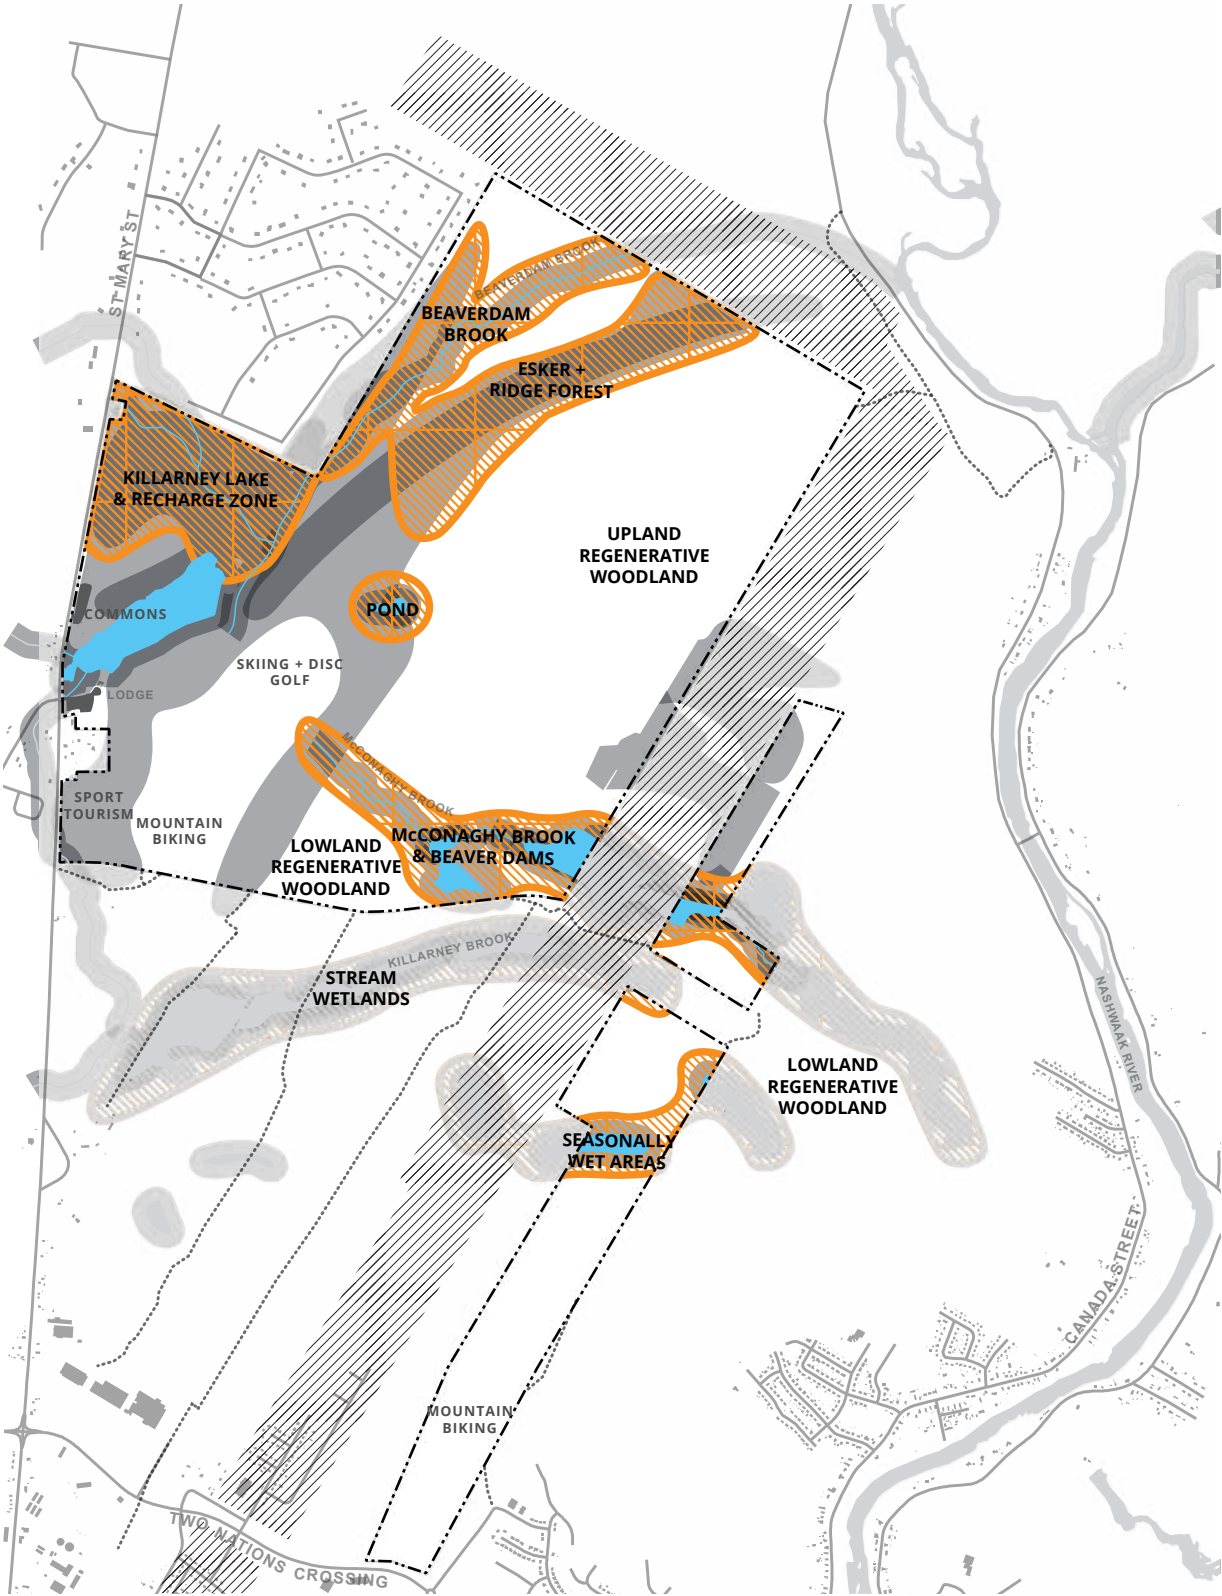 ST MARY ST
BEAVERDAM BROOK
BEAVERDAM
BROOK
ESKER +
RIDGE FOREST
KILLARNEY LAKE
& RECHARGE ZONE
UPLAND
REGENERATIVE
WOODLAND
POND
COMMONS
SKIING + DISC
GOLF
LODGE
McCONAGHY BROOK
SPORT
TOURISM
MOUNTAIN
BIKING
McCONAGHY BROOK
& BEAVER DAMS
LOWLAND
REGENERATIVE
WOODLAND
KILLARNEY BROOK
STREAM
WETLANDS
NASHWAAK RIVER
LOWLAND
REGENERATIVE
WOODLAND
SEASONALLY
WET AREAS
CANADA STREET
MOUNTAIN
BIKING
TWO NATIONS CROSSING